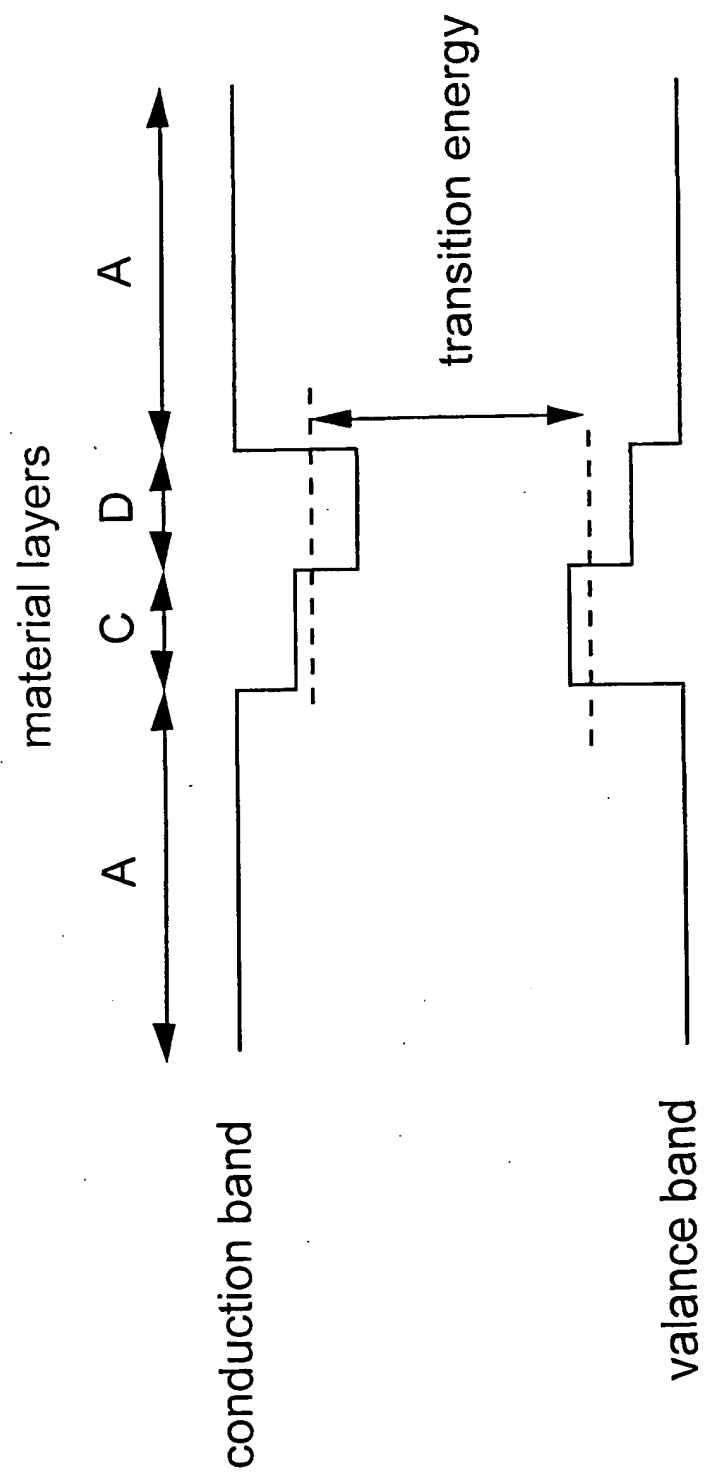 material layers
A
C
D
A
conduction band
transition energy
valance band